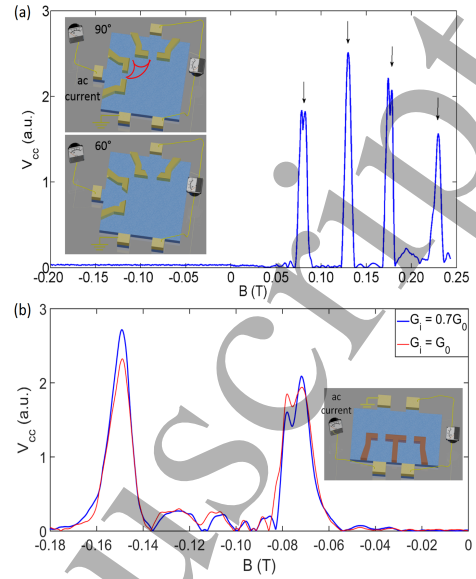 (a)
90°
ac
current
60°
V_cc (a.u.)
3
2
1
0
-0.20 -0.15 -0.10 -0.05 0 0.05 0.10 0.15 0.20 0.25
B (T)
(b)
G_i = 0.7G_0
G_i = G_0
ac
current
V_cc (a.u.)
3
2
1
0
-0.18 -0.16 -0.14 -0.12 -0.10 -0.08 -0.06 -0.04 -0.02 0
B (T)
uscript